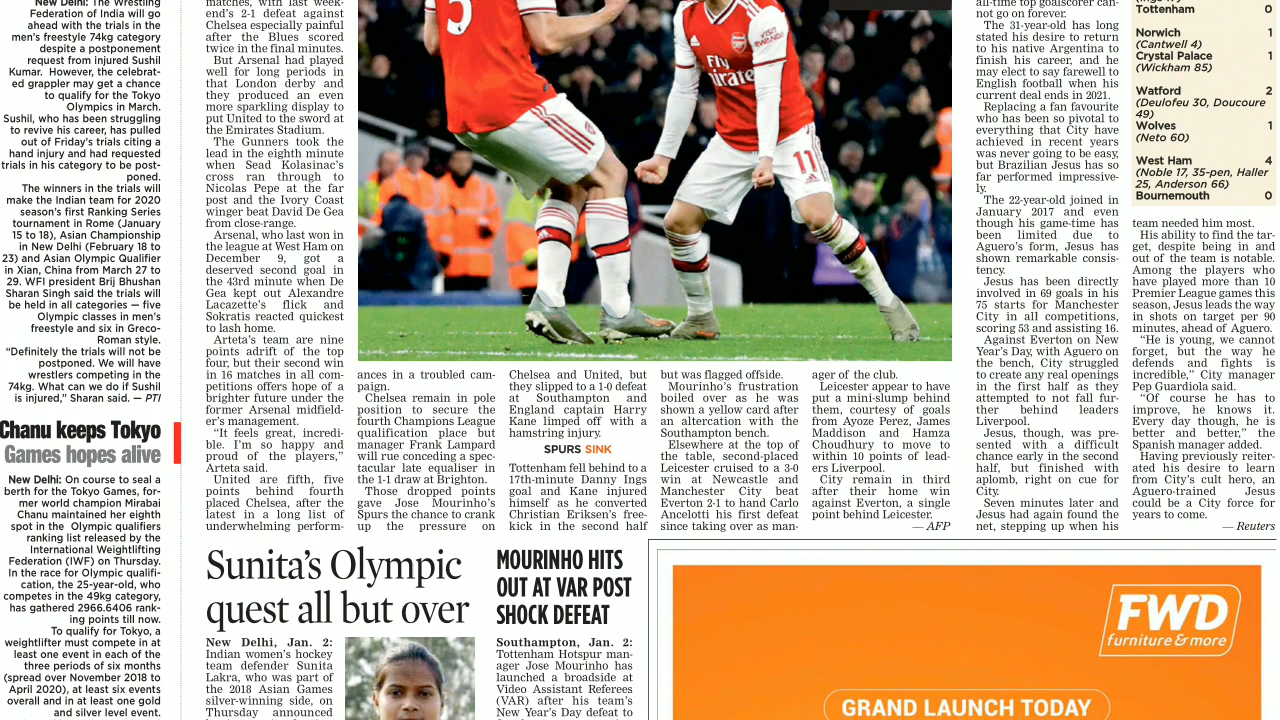 New Delhi: The Wrestling
Federation of India will go
ahead with the trials in the
men's freestyle 74kg category
despite a postponement
request from injured Sushil
Kumar. However, the celebrat-
ed grappler may get a chance
to qualify for the Tokyo
Olympics in March.
Sushil, who has been struggling
to revive his career, has pulled
out of Friday's trials citing a
hand injury and had requested
trials in his category to be post-
poned.
The winners in the trials will
make the Indian team for 2020
season's first Ranking Series
tournament in Rome (January
15 to 18), Asian Championship
in New Delhi (February 18 to
23) and Asian Olympic Qualifier
in Xian, China from March 27 to
29. WFI president Brij Bhushan
Sharan Singh said the trials will
be held in all categories — five
Olympic classes in men's
freestyle and six in Greco-
Roman style.
"Definitely the trials will not be
postponed. We will have
wrestlers competing in the
74kg. What can we do if Sushil
is injured," Sharan said. — PTI
Chanu keeps Tokyo
Games hopes alive
New Delhi: On course to seal a
berth for the Tokyo Games, for-
mer world champion Mirabai
Chanu maintained her eighth
spot in the Olympic qualifiers
ranking list released by the
International Weightlifting
Federation (IWF) on Thursday.
In the race for Olympic qualifi-
cation, the 25-year-old, who
competes in the 49kg category,
has gathered 2966.6406 rank-
ing points till now.
To qualify for Tokyo, a
weightlifter must compete in at
least one event in each of the
three periods of six months
(spread over November 2018 to
April 2020), at least six events
overall and in at least one gold
and silver level event.
matches, with last week-
end's 2-1 defeat against
Chelsea especially painful
after the Blues scored
twice in the final minutes.
But Arsenal had played
well for long periods in
that London derby and
they produced an even
more sparkling display to
put United to the sword at
the Emirates Stadium.
The Gunners took the
lead in the eighth minute
when Sead Kolasinac's
cross ran through to
Nicolas Pepe at the far
post and the Ivory Coast
winger beat David De Gea
from close-range.
Arsenal, who last won in
the league at West Ham on
December 9, got a
deserved second goal in
the 43rd minute when De
Gea kept out Alexandre
Lacazette's flick and
Sokratis reacted quickest
to lash home.
Arteta's team are nine
points adrift of the top
four, but their second win
in 16 matches in all com-
petitions offers hope of a
brighter future under the
former Arsenal midfield-
er's management.
"It feels great, incredi-
ble. I'm so happy and
proud of the players,"
Arteta said.
United are fifth, five
points behind fourth
placed Chelsea, after the
latest in a long list of
underwhelming perform-
5
Fly
Emirates
VISIT
RWANDA
11
ances in a troubled cam-
paign.
Chelsea remain in pole
position to secure the
fourth Champions League
qualification place but
manager Frank Lampard
will rue conceding a spec-
tacular late equaliser in
the 1-1 draw at Brighton.
Those dropped points
gave Jose Mourinho's
Spurs the chance to crank
up the pressure on
Chelsea and United, but
they slipped to a 1-0 defeat
at Southampton and
England captain Harry
Kane limped off with a
hamstring injury.
SPURS SINK
Tottenham fell behind to a
17th-minute Danny Ings
goal and Kane injured
himself as he converted
Christian Eriksen's free-
kick in the second half
but was flagged offside.
Mourinho's frustration
boiled over as he was
shown a yellow card after
an altercation with the
Southampton bench.
Elsewhere at the top of
the table, second-placed
Leicester cruised to a 3-0
win at Newcastle and
Manchester City beat
Everton 2-1 to hand Carlo
Ancelotti his first defeat
since taking over as man-
ager of the club.
Leicester appear to have
put a mini-slump behind
them, courtesy of goals
from Ayoze Perez, James
Maddison and Hamza
Choudhury to move to
within 10 points of lead-
ers Liverpool.
City remain in third
after their home win
against Everton, a single
point behind Leicester.
— AFP
all-time top goalscorer can-
not go on forever.
The 31-year-old has long
stated his desire to return
to his native Argentina to
finish his career, and he
may elect to say farewell to
English football when his
current deal ends in 2021.
Replacing a fan favourite
who has been so pivotal to
everything that City have
achieved in recent years
was never going to be easy,
but Brazilian Jesus has so
far performed impressive-
ly.
The 22-year-old joined in
January 2017 and even
though his game-time has
been limited due to
Aguero's form, Jesus has
shown remarkable consis-
tency.
Jesus has been directly
involved in 69 goals in his
75 starts for Manchester
City in all competitions,
scoring 53 and assisting 16.
Against Everton on New
Year's Day, with Aguero on
the bench, City struggled
to create any real openings
in the first half as they
attempted to not fall fur-
ther behind leaders
Liverpool.
Jesus, though, was pre-
sented with a difficult
chance early in the second
half, but finished with
aplomb, right on cue for
City.
Seven minutes later and
Jesus had again found the
net, stepping up when his
Tottenham 0
Norwich 1
(Cantwell 4)
Crystal Palace 1
(Wickham 85)
Watford 2
(Deulofeu 30, Doucoure
49)
Wolves 1
(Neto 60)
West Ham 4
(Noble 17, 35-pen, Haller
25, Anderson 66)
Bournemouth 0
team needed him most.
His ability to find the tar-
get, despite being in and
out of the team is notable.
Among the players who
have played more than 10
Premier League games this
season, Jesus leads the way
in shots on target per 90
minutes, ahead of Aguero.
"He is young, we cannot
forget, but the way he
defends and fights is
incredible," City manager
Pep Guardiola said.
"Of course he has to
improve, he knows it.
Every day though, he is
better and better," the
Spanish manager added.
Having previously reiter-
ated his desire to learn
from City's cult hero, an
Aguero-trained Jesus
could be a City force for
years to come.
— Reuters
Sunita's Olympic
quest all but over
New Delhi, Jan. 2:
Indian women's hockey
team defender Sunita
Lakra, who was part of
the 2018 Asian Games
silver-winning side, on
Thursday announced
MOURINHO HITS
OUT AT VAR POST
SHOCK DEFEAT
Southampton, Jan. 2:
Tottenham Hotspur man-
ager Jose Mourinho has
launched a broadside at
Video Assistant Referees
(VAR) after his team's
New Year's Day defeat to
FWD
furniture & more
GRAND LAUNCH TODAY